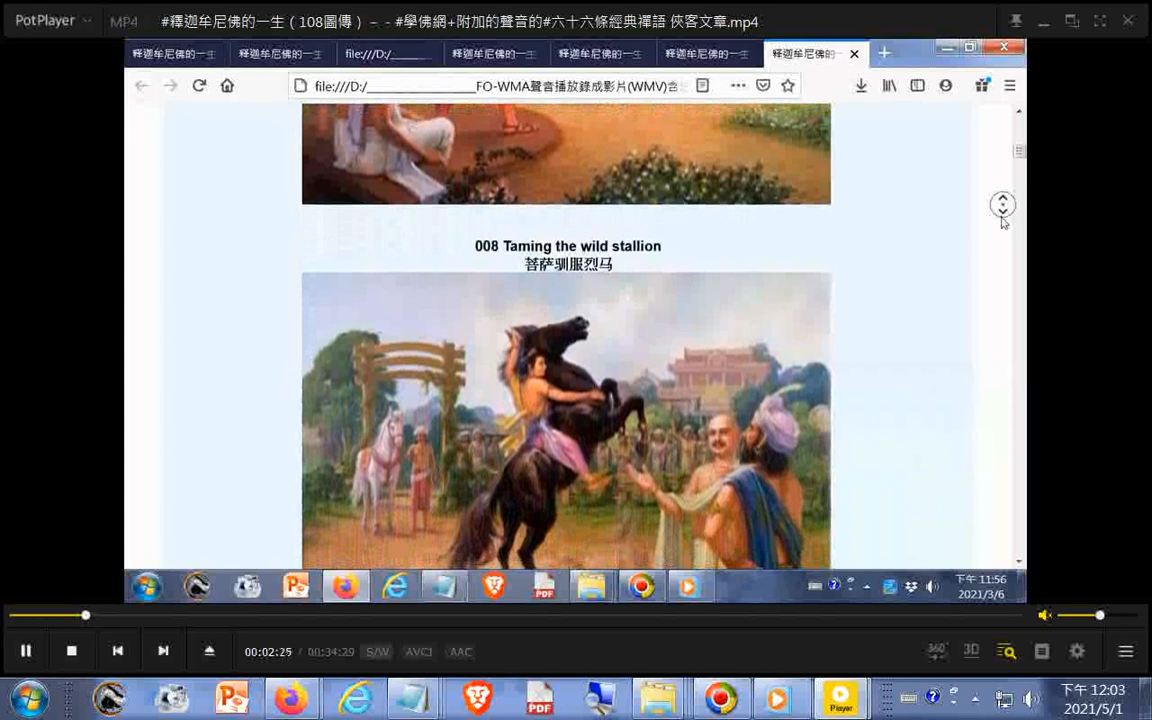 PotPlayer
MP4
#釋迦牟尼佛的一生（108圖傳）－－#學佛網+附加的聲音的#六十六條經典禪語 俠客文章.mp4
釋迦牟尼佛的一生
釋迦牟尼佛的一生
file:///D:/______
釋迦牟尼佛的一生
釋迦牟尼佛的一生
釋迦牟尼佛的一生
釋迦牟尼佛的一
file:///D:/__________________FO-WMA聲音播放錄成影片(WMV)含
008 Taming the wild stallion
菩萨驯服烈马
PDF
下午 11:56
2021/3/6
00:02:25 / 00:34:29 S/W AVCI AAC
360° 3D
PDF
Player
下午 12:03
2021/5/1